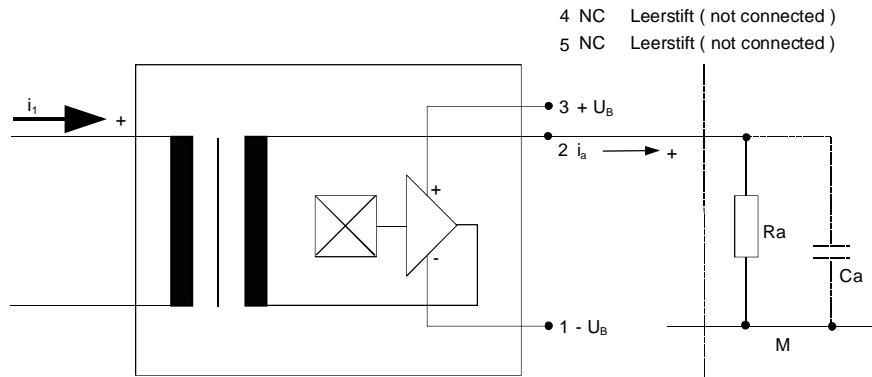 4 NC Leerstift ( not connected )
5 NC Leerstift ( not connected )
i1
+
3 + UB
2 ia
+
+
-
Ra
Ca
1 - UB
M